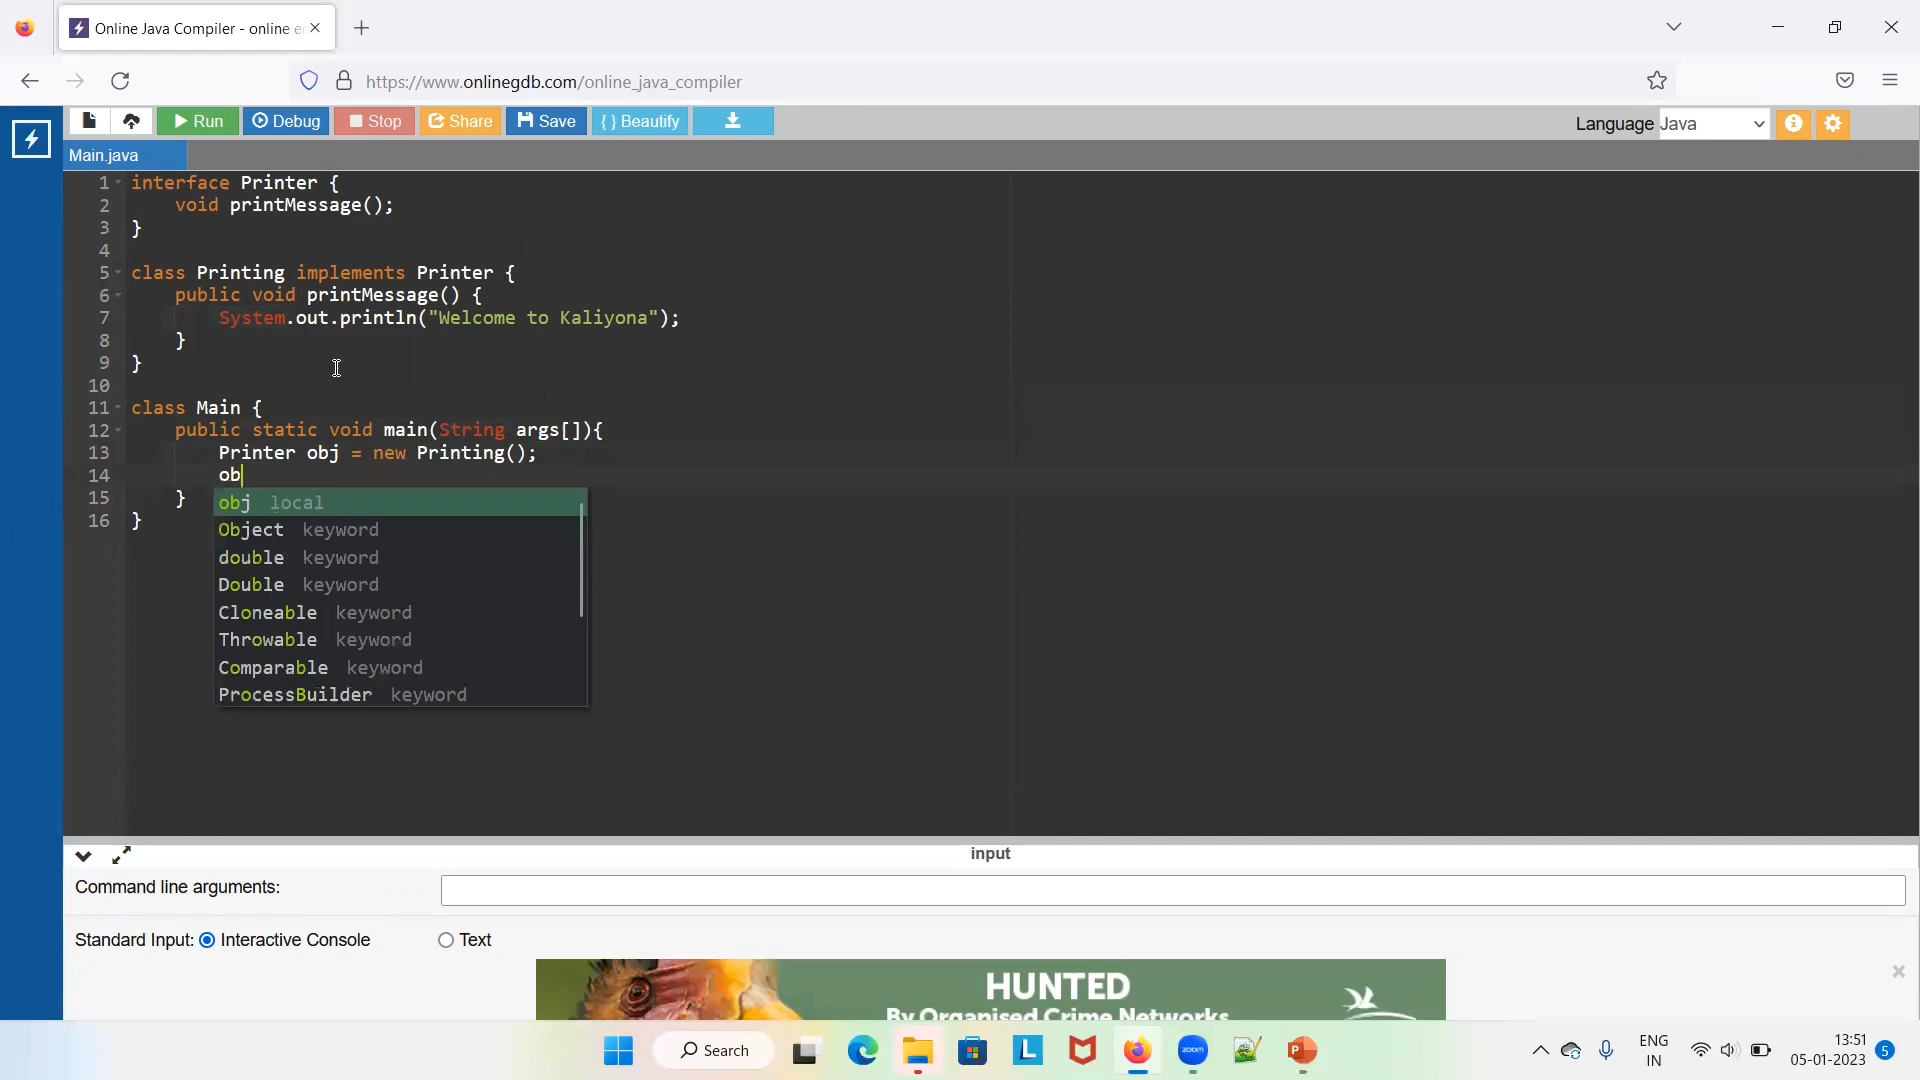 Online Java Compiler - online e
https://www.onlinegdb.com/online_java_compiler
Run Debug Stop Share Save { } Beautify Language Java
Main.java
1 interface Printer {
2 void printMessage();
3 }
4
5 class Printing implements Printer {
6 public void printMessage() {
7 System.out.println("Welcome to Kaliyona");
8 }
9 }
10
11 class Main {
12 public static void main(String args[]){
13 Printer obj = new Printing();
14 ob
15 }
16 }
obj local
Object keyword
double keyword
Double keyword
Cloneable keyword
Throwable keyword
Comparable keyword
ProcessBuilder keyword
input
Command line arguments:
Standard Input: Interactive Console Text
HUNTED
By Organised Crime Networks
Search
L
zoom
P
ENG
IN
13:51
05-01-2023
5